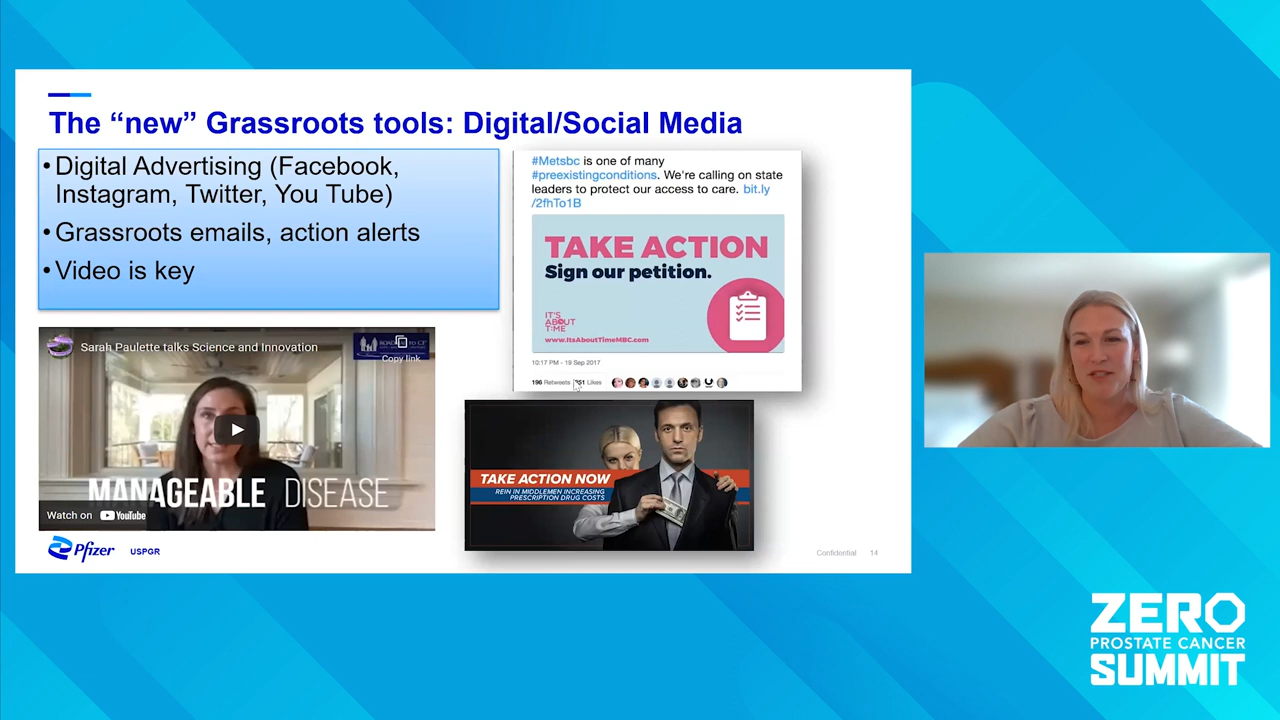 The “new” Grassroots tools: Digital/Social Media
• Digital Advertising (Facebook,
Instagram, Twitter, You Tube)
• Grassroots emails, action alerts
• Video is key
#Metsbc is one of many
#preexistingconditions. We're calling on state
leaders to protect our access to care. bit.ly
/2fhTo1B
TAKE ACTION
Sign our petition.
IT'S
ABOUT
TIME
www.ItsAboutTimeMBC.com
10:17 PM - 19 Sep 2017
196 Retweets 51 Likes
Sarah Paulette talks Science and Innovation
Copy link
MANAGEABLE DISEASE
Watch on YouTube
TAKE ACTION NOW
REIN IN MIDDLEMEN INCREASING
PRESCRIPTION DRUG COSTS
Pfizer USPGR
Confidential 14
ZERO
PROSTATE CANCER
SUMMIT